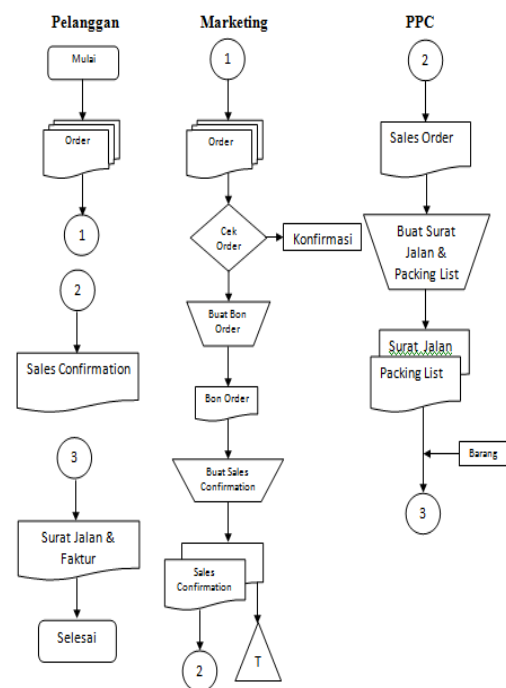 Pelanggan
Mulai
Order
1
2
Sales Confirmation
3
Surat Jalan &
Faktur
Selesai
Marketing
1
Order
Cek
Order
Konfirmasi
Buat Bon
Order
Bon Order
Buat Sales
Confirmation
Sales
Confirmation
2
T
PPC
2
Sales Order
Buat Surat
Jalan &
Packing List
Surat Jalan
Packing List
Barang
3